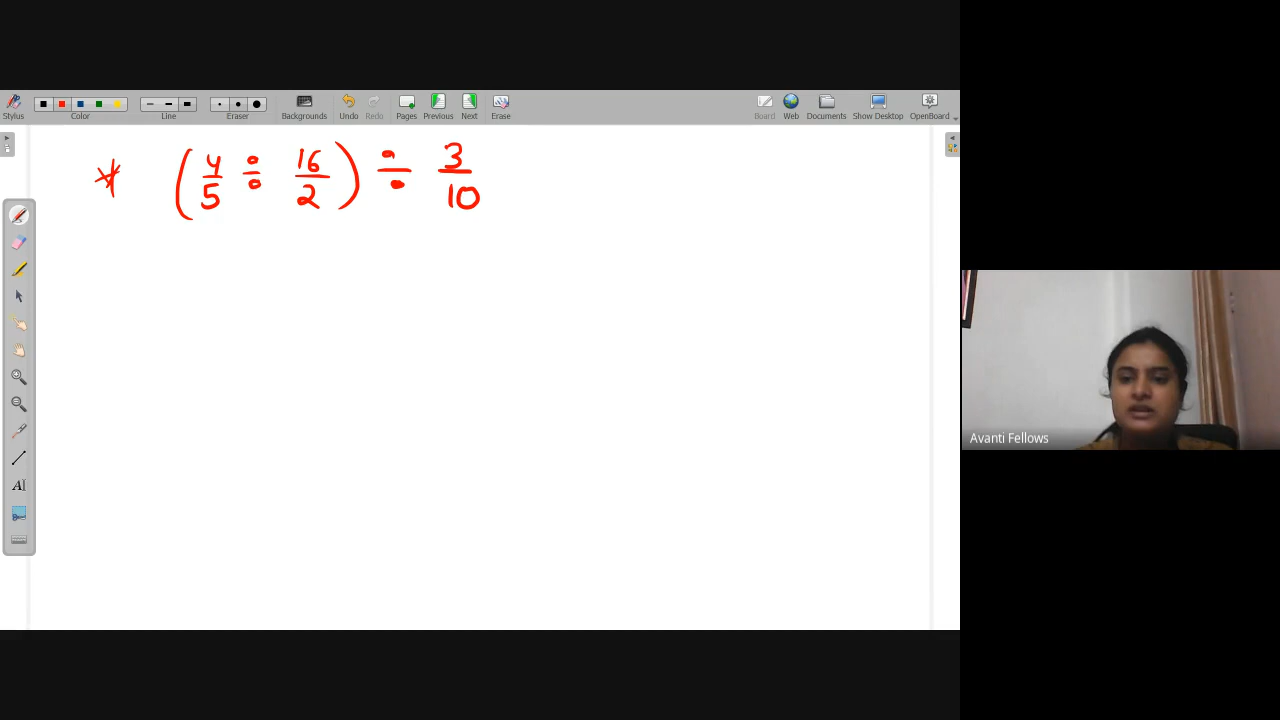 Stylus Color Line Eraser Backgrounds Undo Redo Pages Previous Next Erase Board Web Documents Show Desktop OpenBoard
* (4/5 ÷ 16/2) ÷ 3/10
Avanti Fellows